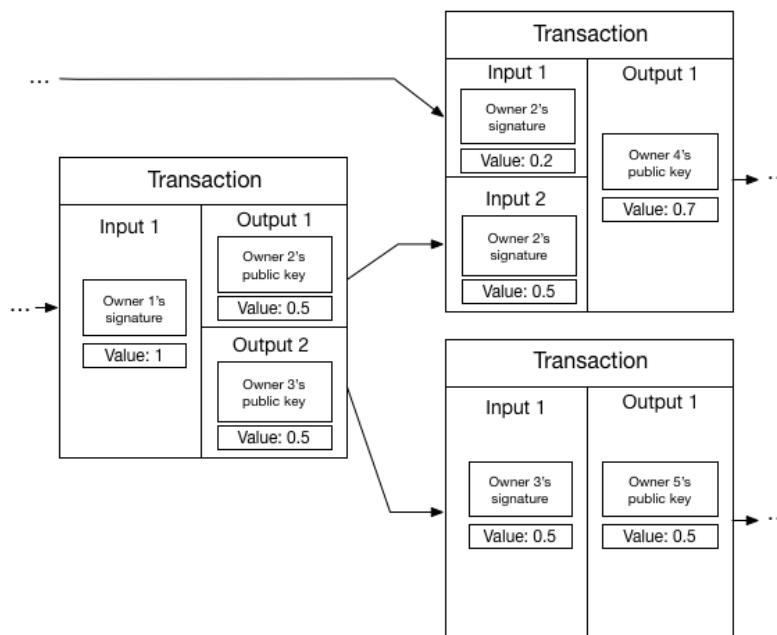 Transaction
Input 1
Owner 2's
signature
Value: 0.2
Input 2
Owner 2's
signature
Value: 0.5
Output 1
Owner 4's
public key
Value: 0.7
...
...
Transaction
Input 1
Owner 1's
signature
Value: 1
Output 1
Owner 2's
public key
Value: 0.5
Output 2
Owner 3's
public key
Value: 0.5
...
Transaction
Input 1
Owner 3's
signature
Value: 0.5
Output 1
Owner 5's
public key
Value: 0.5
...